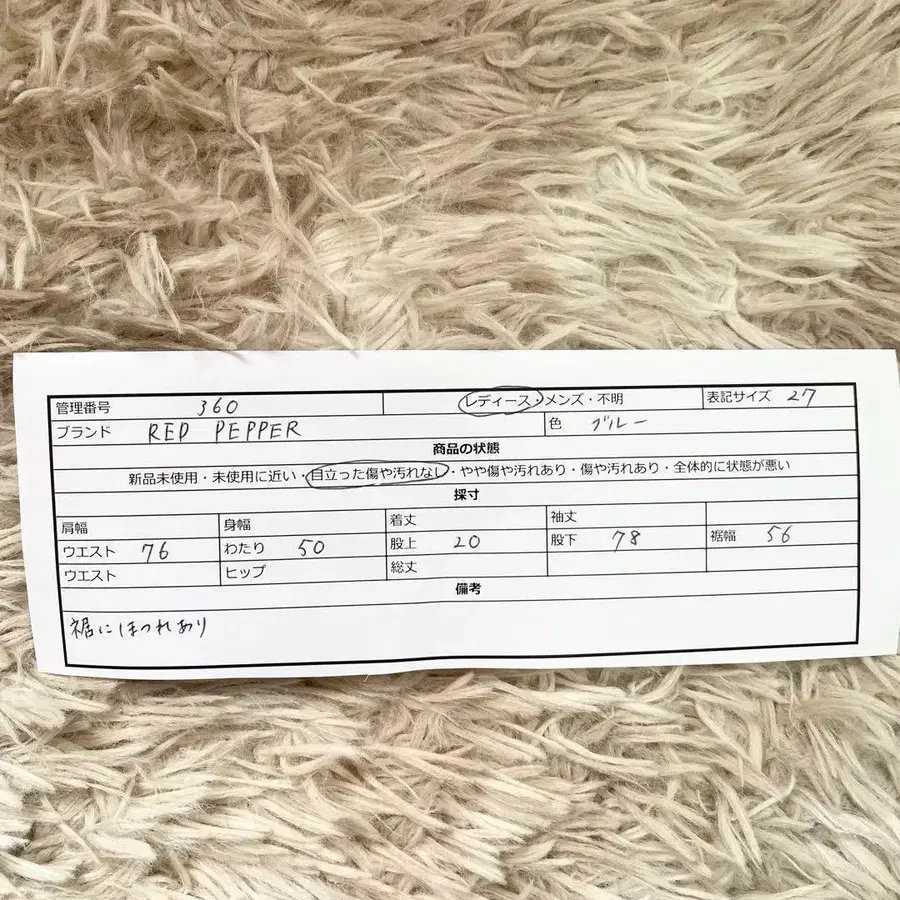 管理番号 360 レディース・メンズ・不明 表記サイズ 27
ブランド RED PEPPER 色 ブルー
商品の状態
新品未使用・未使用に近い・目立った傷や汚れなし・やや傷や汚れあり・傷や汚れあり・全体的に状態が悪い
採寸
肩幅 身幅 着丈 袖丈
ウエスト 76 わたり 50 股上 20 股下 78 裾幅 56
ウエスト ヒップ 総丈
備考
裾にほつれあり